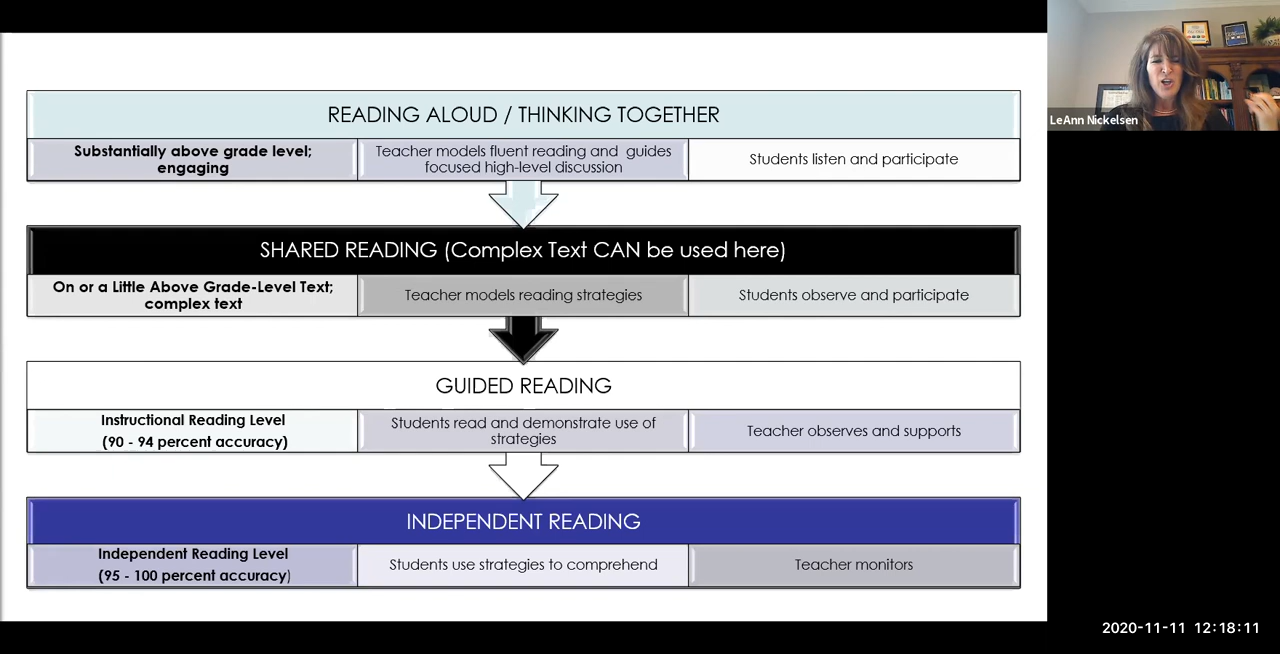 READING ALOUD / THINKING TOGETHER
Substantially above grade level;
engaging
Teacher models fluent reading and guides
focused high-level discussion
Students listen and participate
SHARED READING (Complex Text CAN be used here)
On or a Little Above Grade-Level Text;
complex text
Teacher models reading strategies
Students observe and participate
GUIDED READING
Instructional Reading Level
(90 - 94 percent accuracy)
Students read and demonstrate use of
strategies
Teacher observes and supports
INDEPENDENT READING
Independent Reading Level
(95 - 100 percent accuracy)
Students use strategies to comprehend
Teacher monitors
LeAnn Nickelsen
2020-11-11 12:18:11